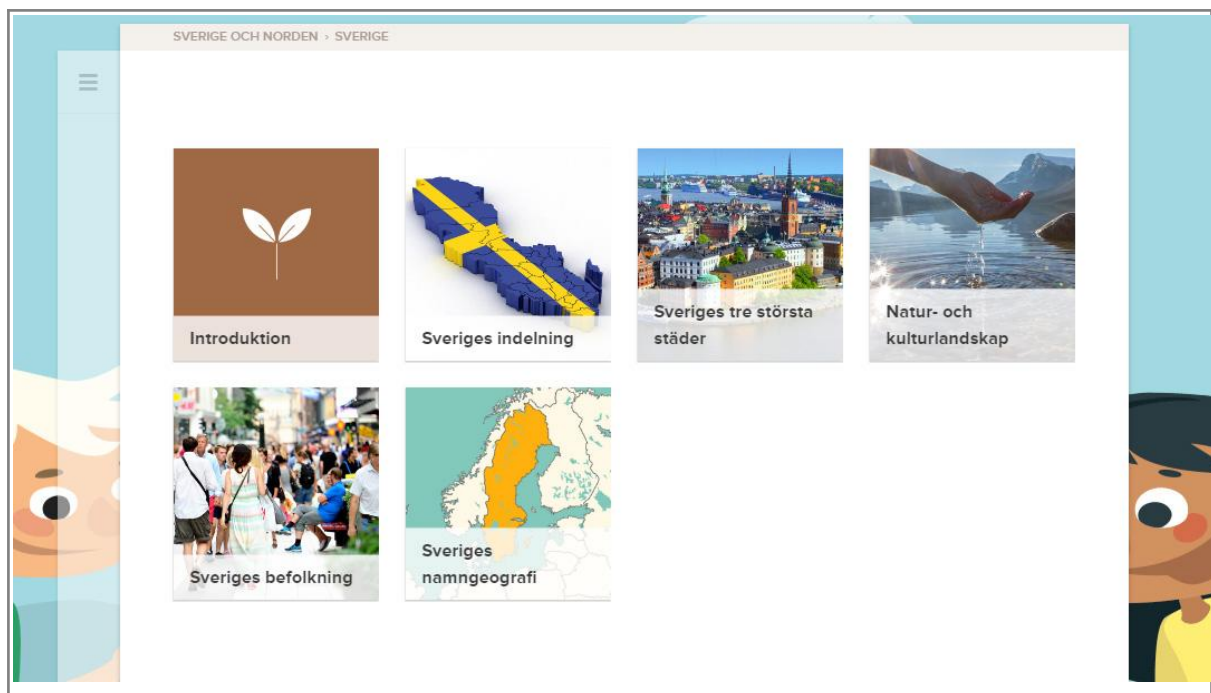 SVERIGE OCH NORDEN › SVERIGE
Introduktion
Sveriges indelning
Sveriges tre största
städer
Natur- och
kulturlandskap
Sveriges befolkning
Sveriges
namngeografi